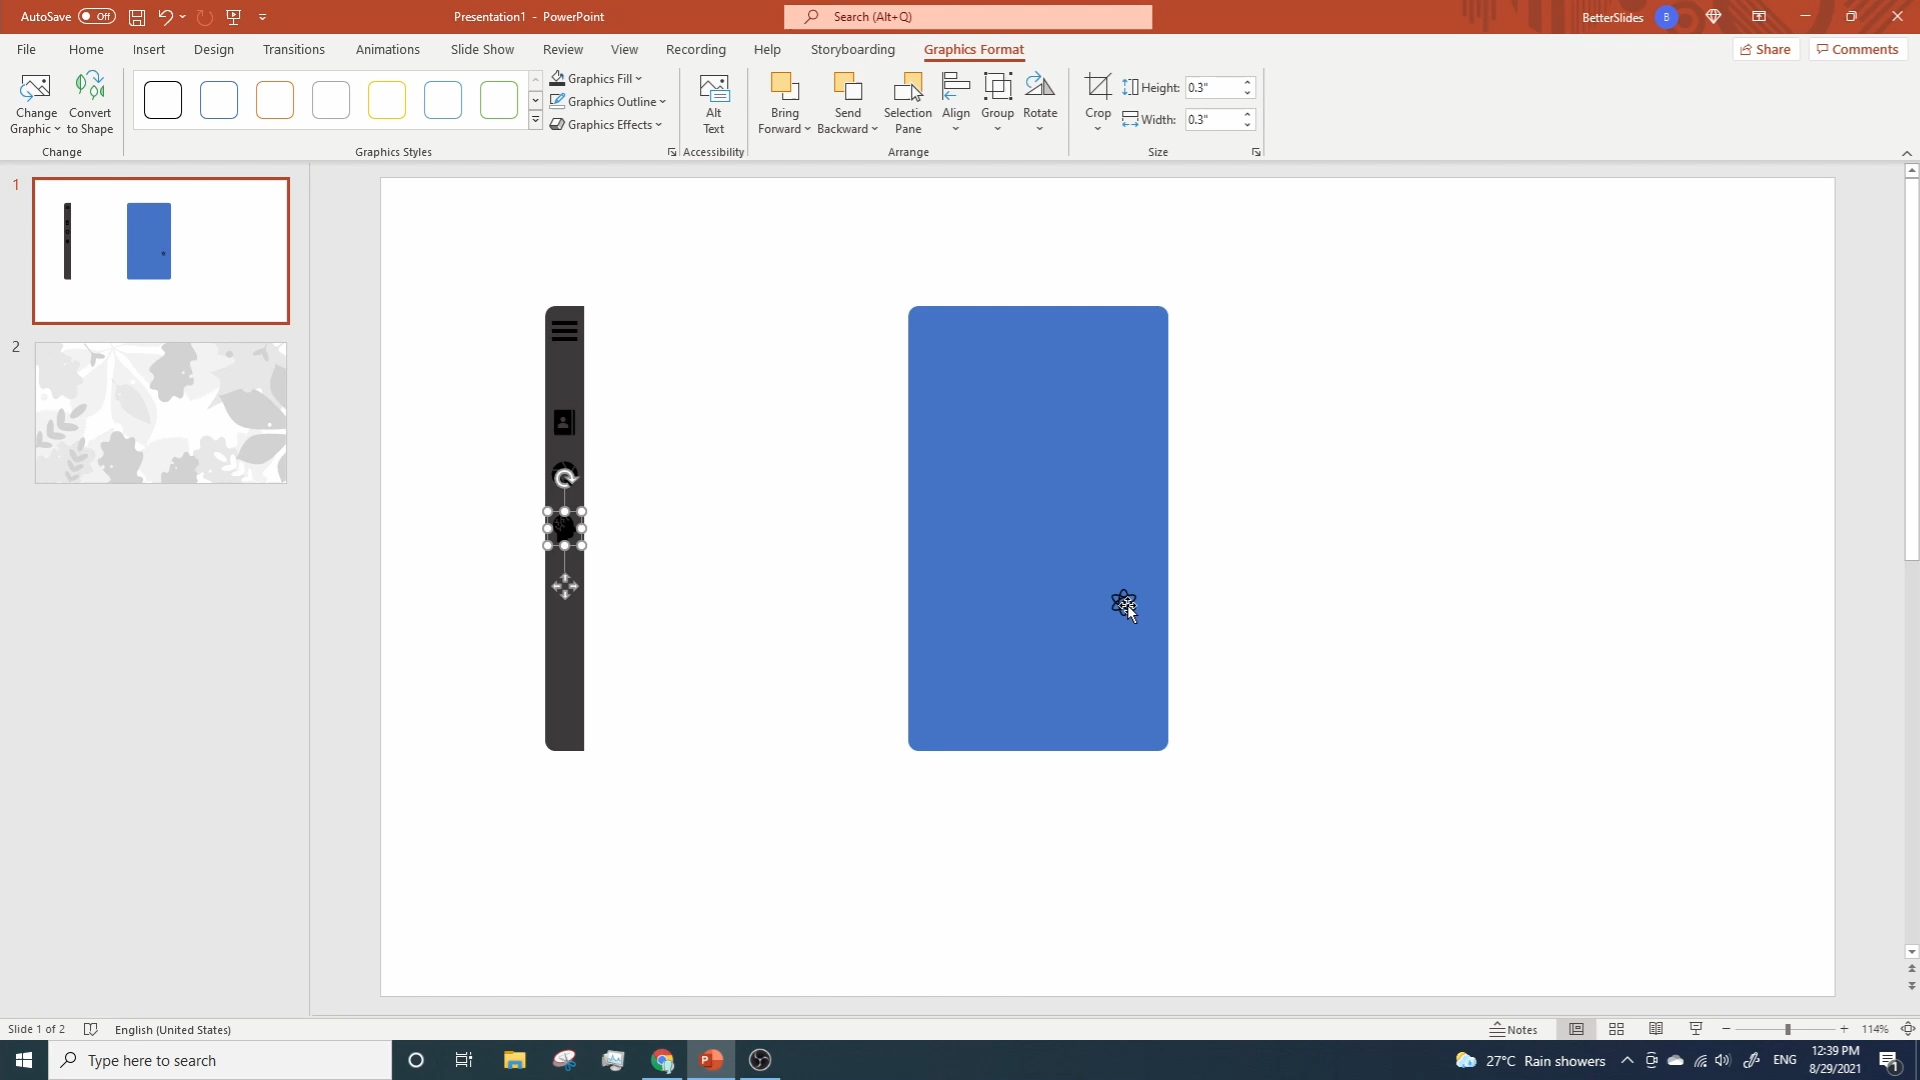 AutoSave Off Presentation1 - PowerPoint Search (Alt+Q) BetterSlides B
File Home Insert Design Transitions Animations Slide Show Review View Recording Help Storyboarding Graphics Format Share Comments
Change Graphic
Convert to Shape
Graphics Fill
Graphics Outline
Graphics Effects
Alt Text
Bring Forward
Send Backward
Selection Pane
Align
Group
Rotate
Crop
Height: 0.3"
Width: 0.3"
Change Graphics Styles Accessibility Arrange Size
1
2
Slide 1 of 2 English (United States) Notes 114%
Type here to search 27°C Rain showers ENG 12:39 PM
8/29/2021
1